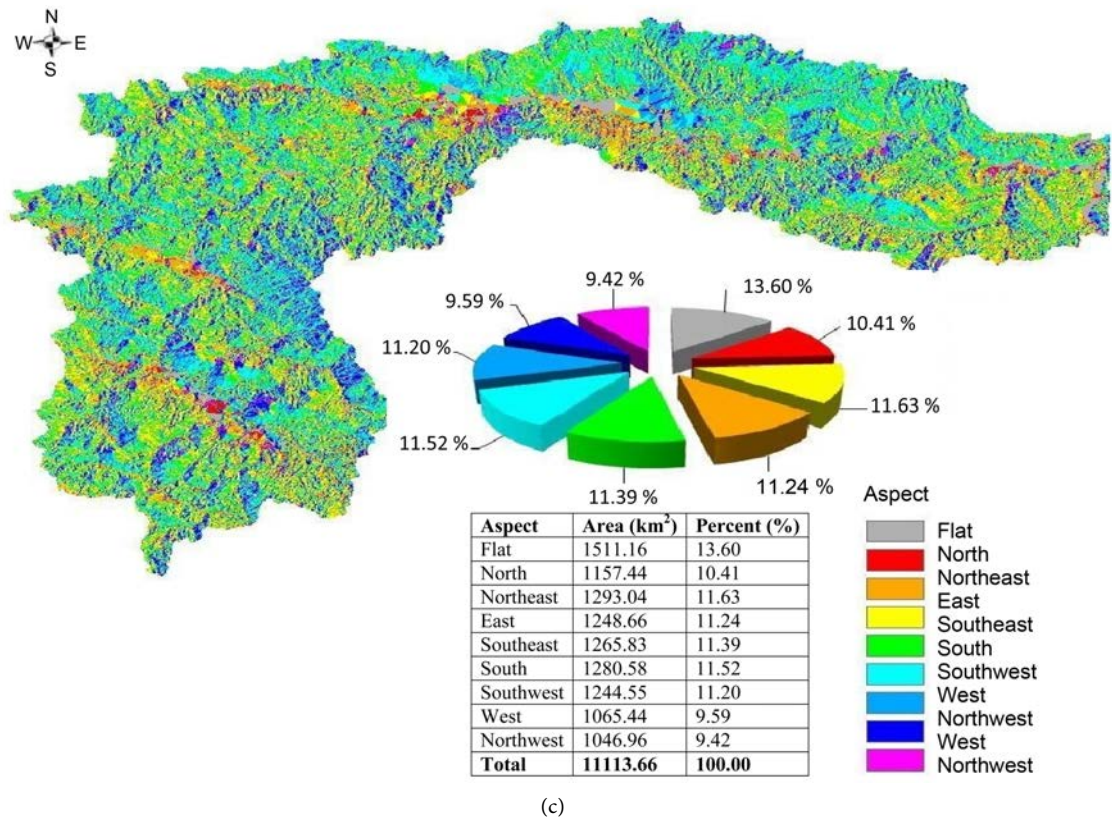 N
W E
S
9.42 %
13.60 %
9.59 %
10.41 %
11.20 %
11.63 %
11.52 %
11.39 %
11.24 %
Aspect Area (km²) Percent (%)
Flat 1511.16 13.60
North 1157.44 10.41
Northeast 1293.04 11.63
East 1248.66 11.24
Southeast 1265.83 11.39
South 1280.58 11.52
Southwest 1244.55 11.20
West 1065.44 9.59
Northwest 1046.96 9.42
Total 11113.66 100.00
Aspect
Flat
North
Northeast
East
Southeast
South
Southwest
West
Northwest
West
Northwest
(c)